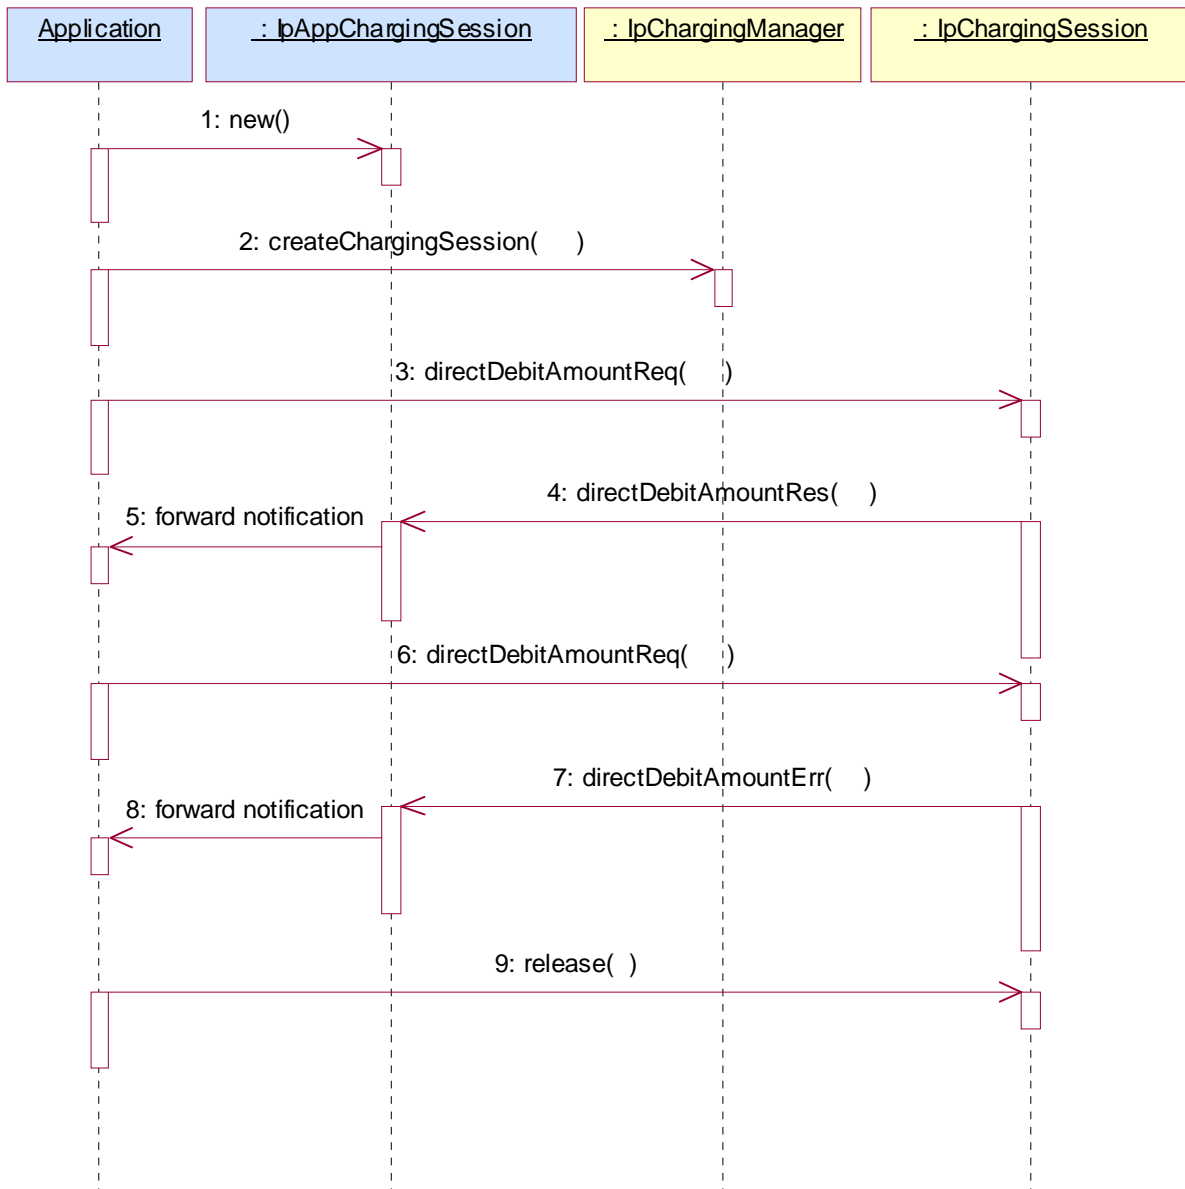 Application
: IpAppChargingSession
: IpChargingManager
: IpChargingSession
1: new()
2: createChargingSession( )
3: directDebitAmountReq( )
4: directDebitAmountRes( )
5: forward notification
6: directDebitAmountReq( )
7: directDebitAmountErr( )
8: forward notification
9: release( )